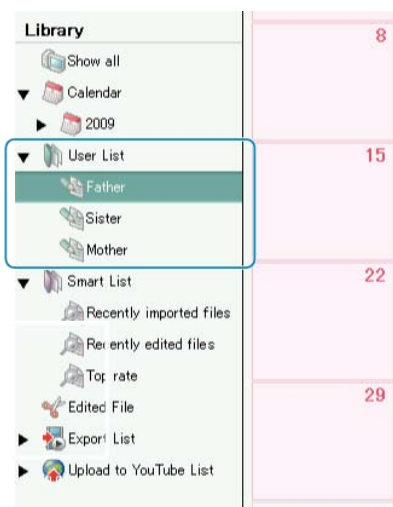 Library
Show all
Calendar
2009
User List
Father
Sister
Mother
Smart List
Recently imported files
Recently edited files
Top rate
Edited File
Export List
Upload to YouTube List
8
15
22
29